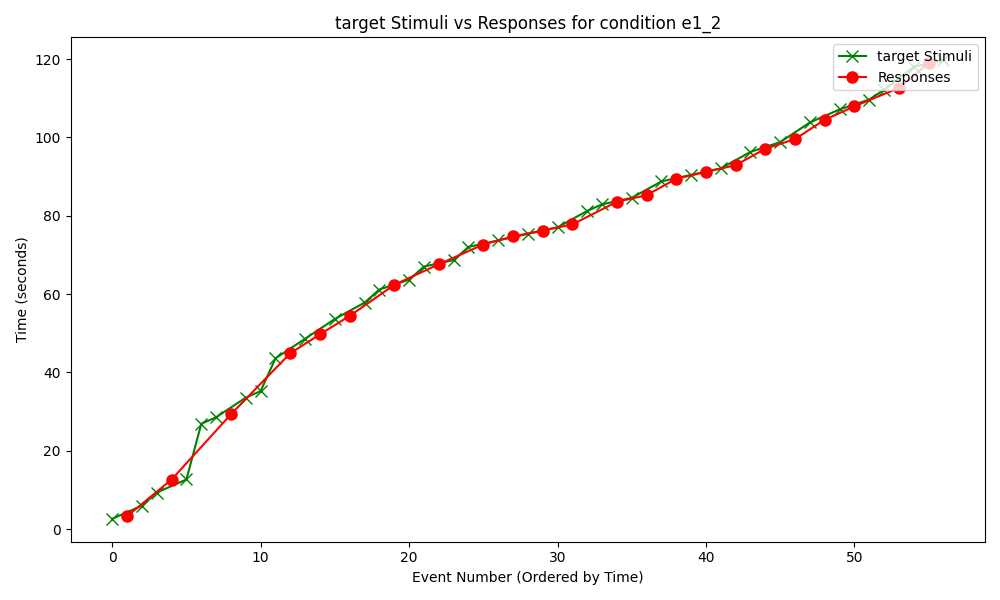 target Stimuli vs Responses for condition e1_2
target Stimuli
Responses
Time (seconds)
120
100
80
60
40
20
0
0 10 20 30 40 50
Event Number (Ordered by Time)